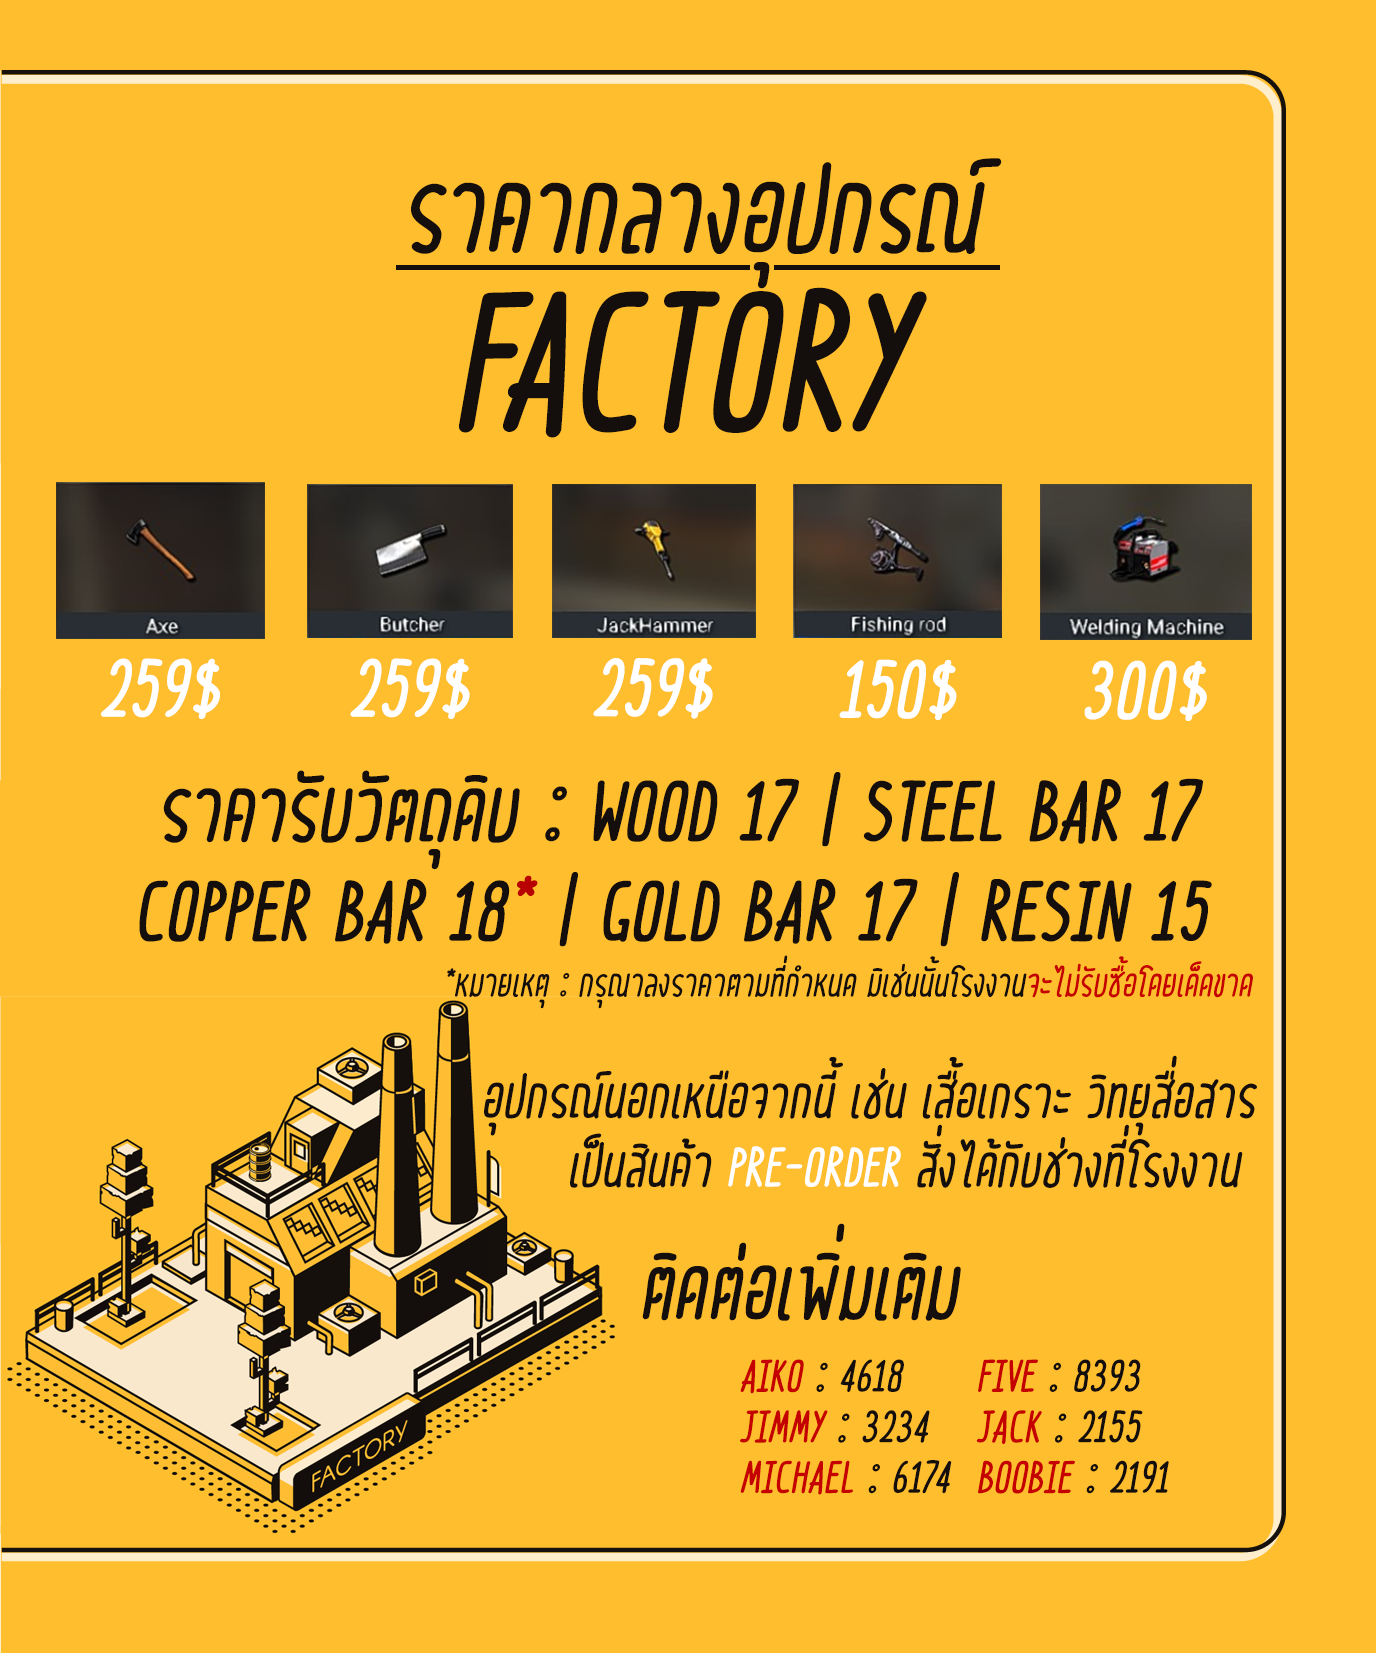 ราคากลางอุปกรณ์
FACTORY
Axe
Butcher
JackHammer
Fishing rod
Welding Machine
259$
259$
259$
150$
300$
ราคารับวัตถุดิบ : WOOD 17 | STEEL BAR 17
COPPER BAR 18* | GOLD BAR 17 | RESIN 15
*หมายเหตุ : กรุณาลงราคาตามที่กำหนด มิเช่นนั้นโรงงานจะไม่รับซื้อโดยเด็ดขาด
อุปกรณ์นอกเหนือจากนี้ เช่น เสื้อเกราะ วิทยุสื่อสาร
เป็นสินค้า PRE-ORDER สั่งได้กับช่างที่โรงงาน
ติดต่อเพิ่มเติม
AIKO : 4618 FIVE : 8393
JIMMY : 3234 JACK : 2155
MICHAEL : 6174 BOOBIE : 2191
FACTORY